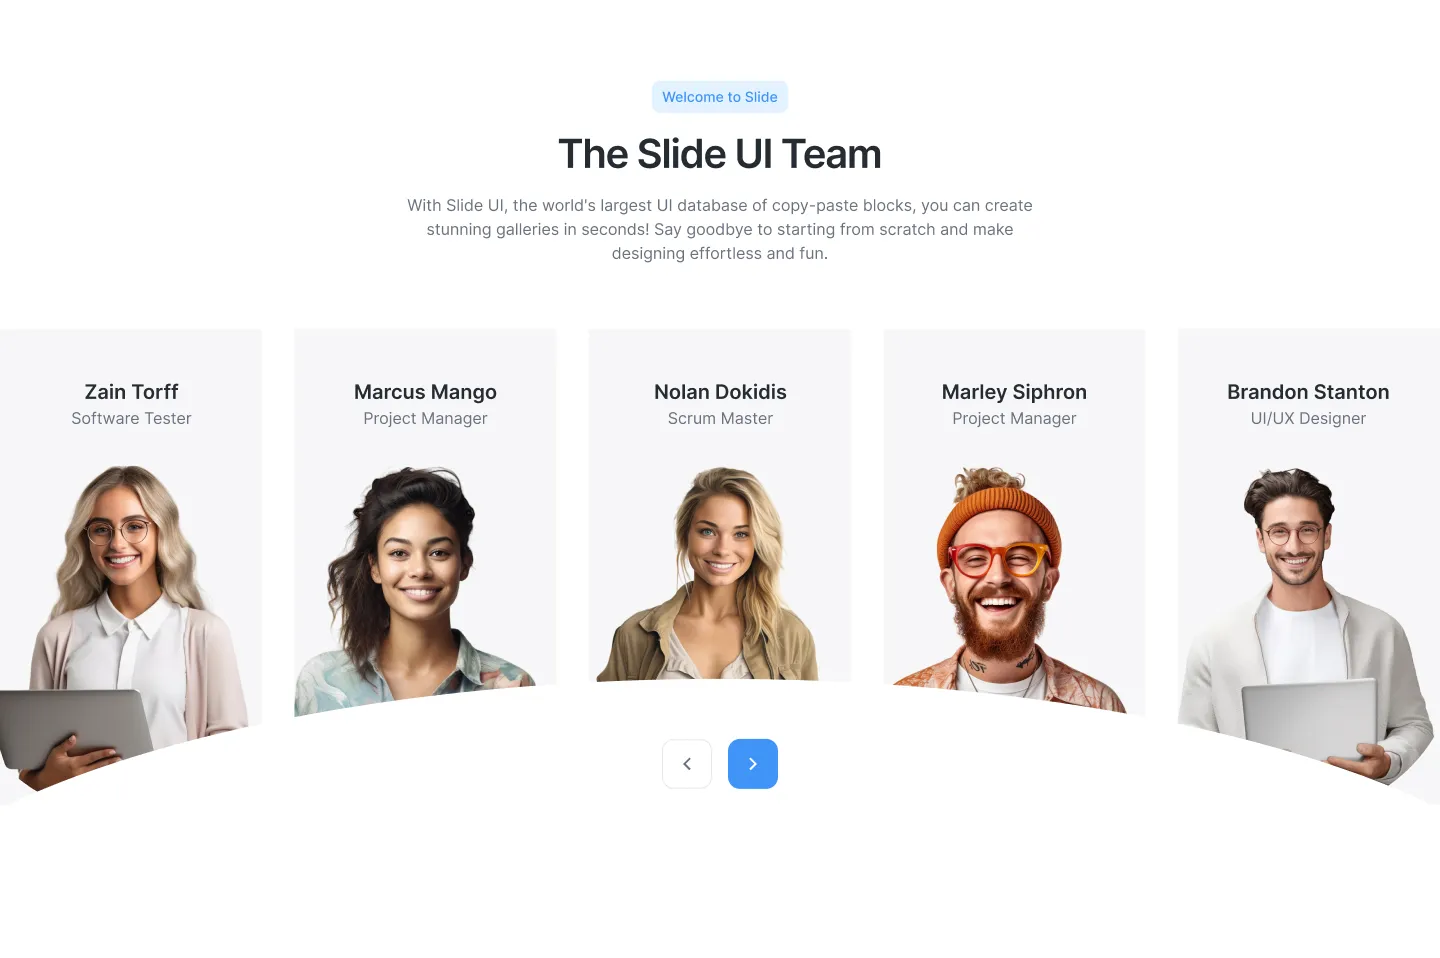 Welcome to Slide
The Slide UI Team
With Slide UI, the world's largest UI database of copy-paste blocks, you can create
stunning galleries in seconds! Say goodbye to starting from scratch and make
designing effortless and fun.
Zain Torff
Software Tester
Marcus Mango
Project Manager
Nolan Dokidis
Scrum Master
Marley Siphron
Project Manager
Brandon Stanton
UI/UX Designer